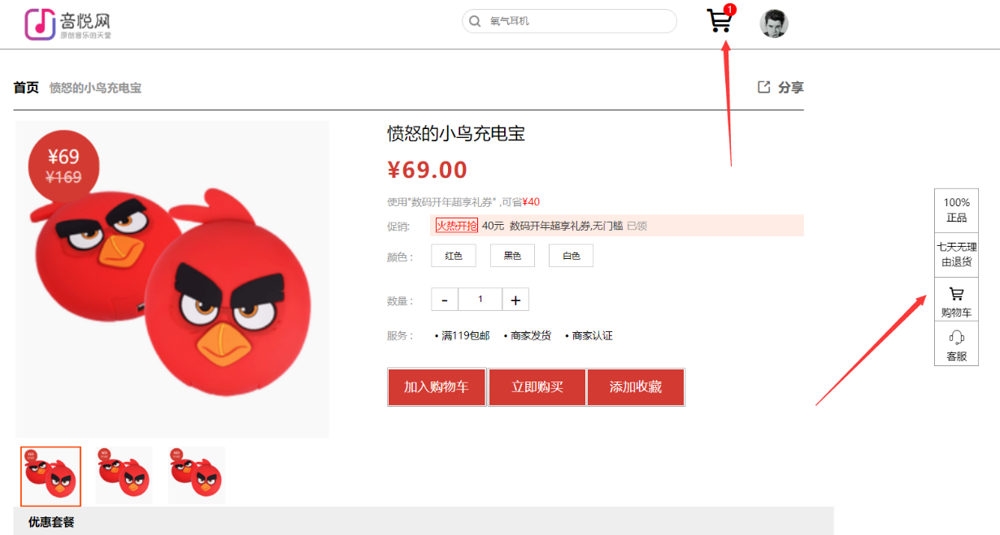 音悦网
原创音乐的天堂
氧气耳机
1
首页 愤怒的小鸟充电宝
分享
¥69
¥169
愤怒的小鸟充电宝
¥69.00
使用"数码开年超享礼券" ,可省¥40
促销: 火热开抢 40元 数码开年超享礼券,无门槛 已领
颜色 : 红色 黑色 白色
数量 : - 1 +
服务 : • 满119包邮 • 商家发货 • 商家认证
加入购物车 立即购买 添加收藏
100%
正品
七天无理
由退货
购物车
客服
优惠套餐